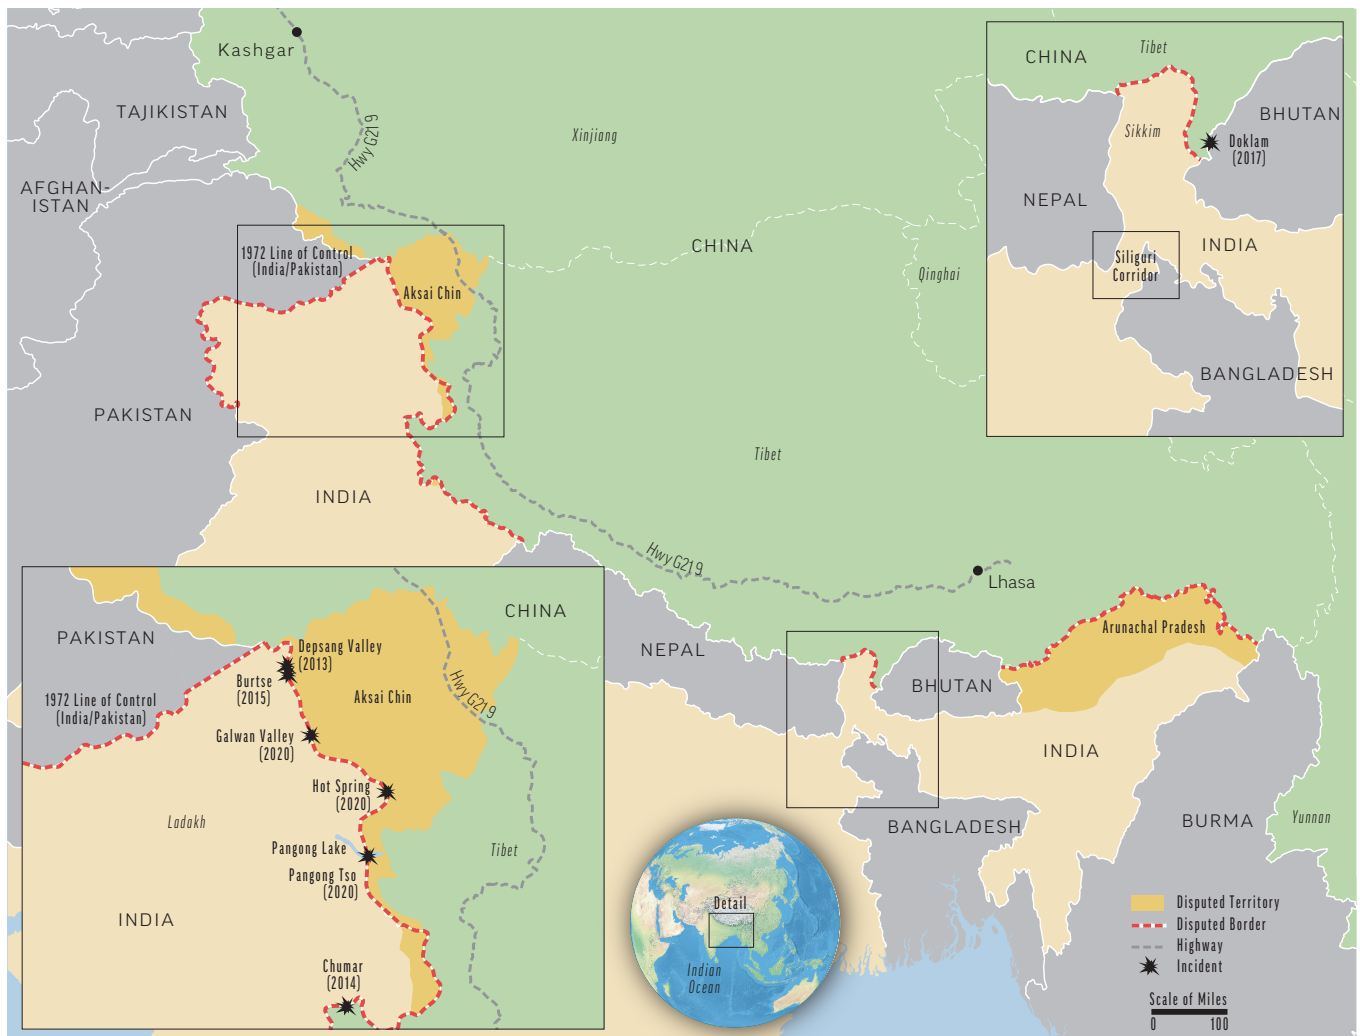 Kashgar
TAJIKISTAN
AFGHAN-
ISTAN
Hwy G219
Xinjiang
CHINA
Qinghai
1972 Line of Control
(India/Pakistan)
Aksai Chin
PAKISTAN
INDIA
Tibet
Hwy G219
Lhasa
NEPAL
BHUTAN
Arunachal Pradesh
INDIA
BANGLADESH
BURMA
Yunnan
CHINA
Tibet
BHUTAN
Sikkim
Doklam
(2017)
NEPAL
INDIA
Siliguri
Corridor
BANGLADESH
PAKISTAN
CHINA
Depsang Valley
(2013)
Burtse
(2015)
Hwy G219
Aksai Chin
1972 Line of Control
(India/Pakistan)
Galwan Valley
(2020)
Hot Spring
(2020)
Ladakh
Pangong Lake
Tibet
Pangong Tso
(2020)
INDIA
Chumar
(2014)
Detail
Indian
Ocean
Disputed Territory
Disputed Border
Highway
Incident
Scale of Miles
0 100